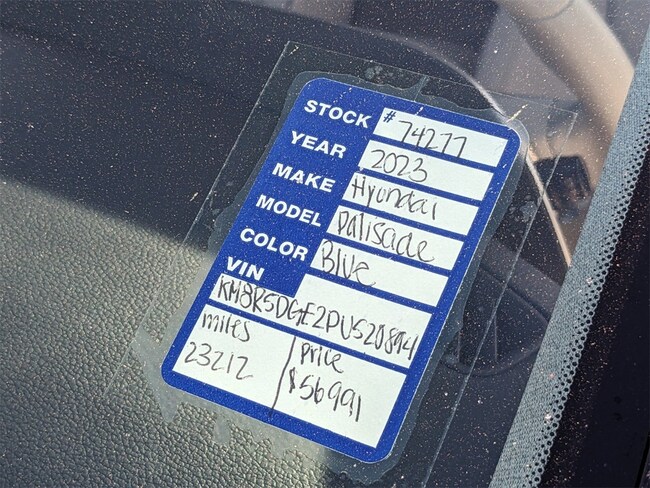 STOCK #74277
YEAR 2023
MAKE Hyundai
MODEL palisade
COLOR Blue
VIN
KM8R5DGE2PU520894
miles price
23212 $56991